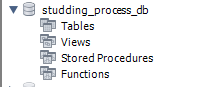 studding_process_db
Tables
Views
Stored Procedures
Functions